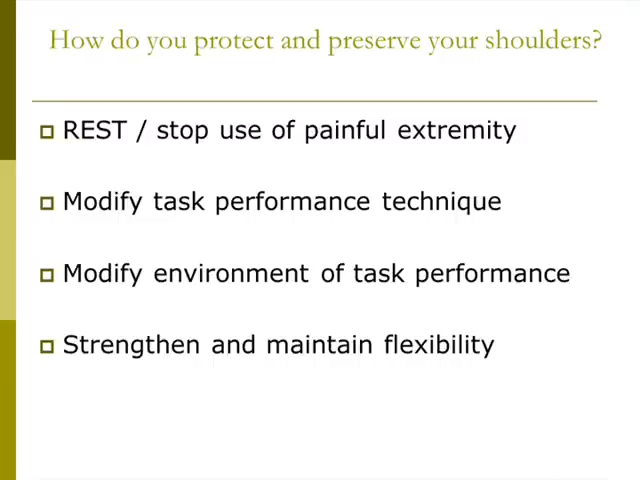 How do you protect and preserve your shoulders?
REST / stop use of painful extremity
Modify task performance technique
Modify environment of task performance
Strengthen and maintain flexibility